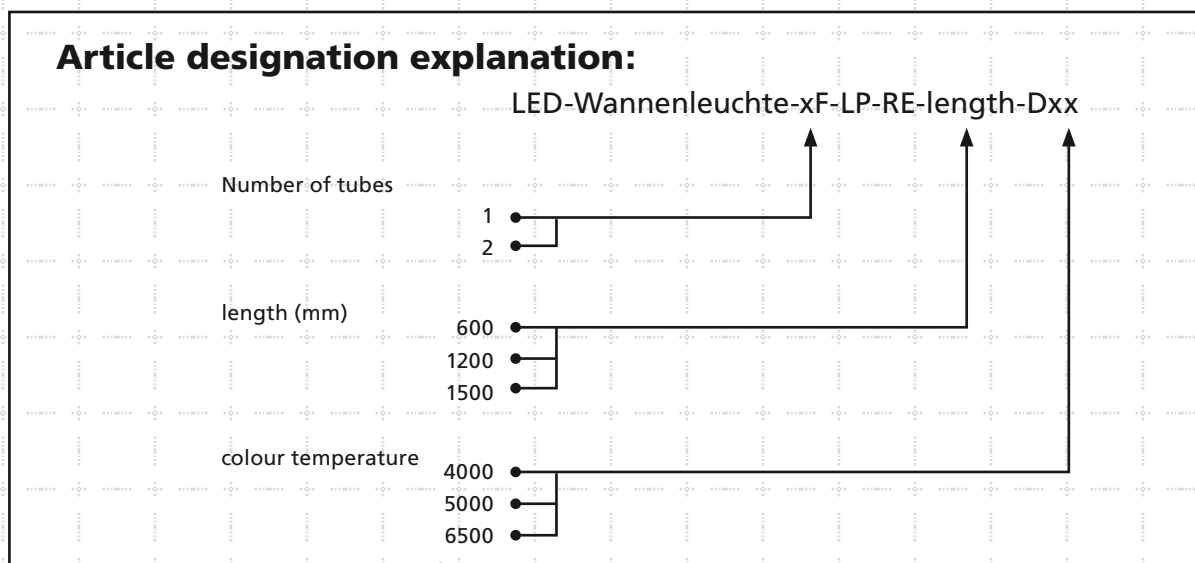 Article designation explanation:
LED-Wannenleuchte-xF-LP-RE-length-Dxx
Number of tubes
1
2
length (mm)
600
1200
1500
colour temperature
4000
5000
6500